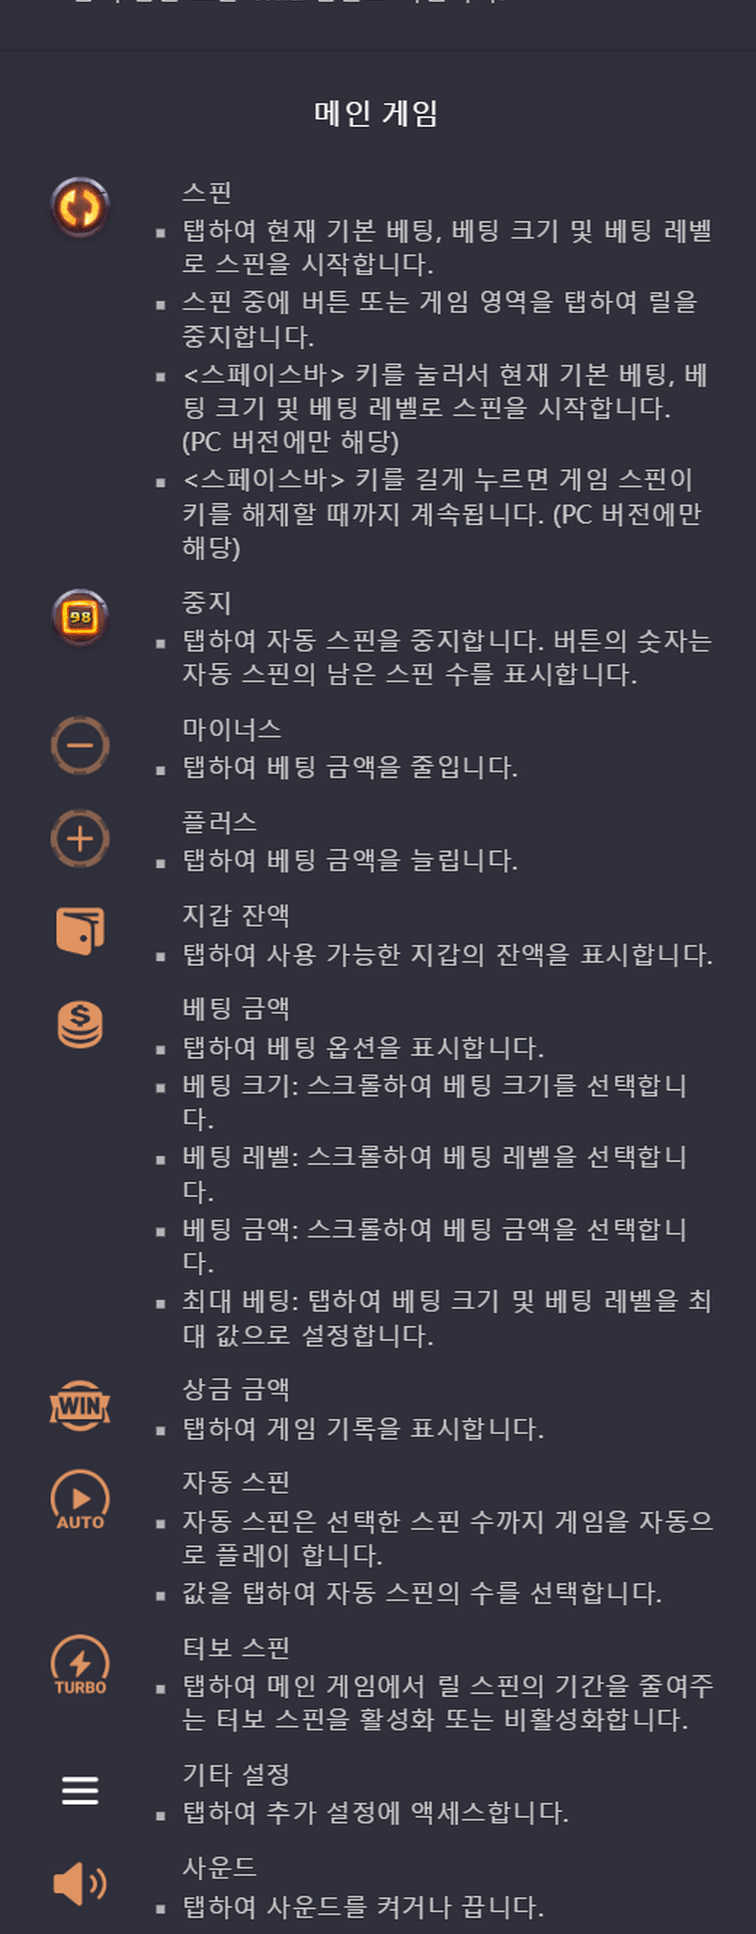 메인 게임
스핀
▪ 탭하여 현재 기본 베팅, 베팅 크기 및 베팅 레벨
로 스핀을 시작합니다.
▪ 스핀 중에 버튼 또는 게임 영역을 탭하여 릴을
중지합니다.
▪ <스페이스바> 키를 눌러서 현재 기본 베팅, 베
팅 크기 및 베팅 레벨로 스핀을 시작합니다.
(PC 버전에만 해당)
▪ <스페이스바> 키를 길게 누르면 게임 스핀이
키를 해제할 때까지 계속됩니다. (PC 버전에만
해당)
98
중지
▪ 탭하여 자동 스핀을 중지합니다. 버튼의 숫자는
자동 스핀의 남은 스핀 수를 표시합니다.
마이너스
▪ 탭하여 베팅 금액을 줄입니다.
플러스
▪ 탭하여 베팅 금액을 늘립니다.
지갑 잔액
▪ 탭하여 사용 가능한 지갑의 잔액을 표시합니다.
$
베팅 금액
▪ 탭하여 베팅 옵션을 표시합니다.
▪ 베팅 크기: 스크롤하여 베팅 크기를 선택합니
다.
▪ 베팅 레벨: 스크롤하여 베팅 레벨을 선택합니
다.
▪ 베팅 금액: 스크롤하여 베팅 금액을 선택합니
다.
▪ 최대 베팅: 탭하여 베팅 크기 및 베팅 레벨을 최
대 값으로 설정합니다.
WIN
상금 금액
▪ 탭하여 게임 기록을 표시합니다.
AUTO
자동 스핀
▪ 자동 스핀은 선택한 스핀 수까지 게임을 자동으
로 플레이 합니다.
▪ 값을 탭하여 자동 스핀의 수를 선택합니다.
TURBO
터보 스핀
▪ 탭하여 메인 게임에서 릴 스핀의 기간을 줄여주
는 터보 스핀을 활성화 또는 비활성화합니다.
기타 설정
▪ 탭하여 추가 설정에 액세스합니다.
사운드
▪ 탭하여 사운드를 켜거나 끕니다.